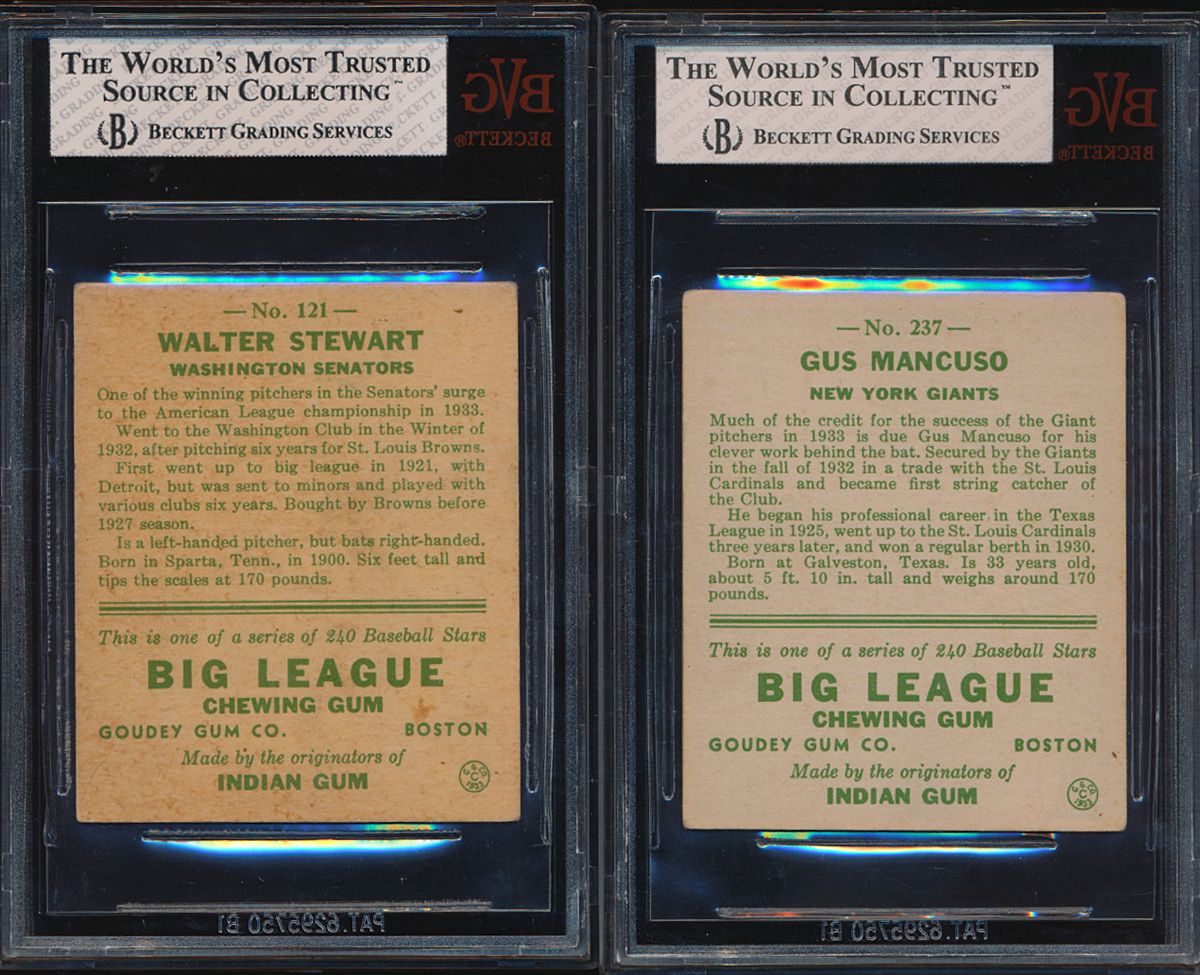 THE WORLD'S MOST TRUSTED
SOURCE IN COLLECTING™
(B) BECKETT GRADING SERVICES
BVG
BECKETT®
— No. 121 —
WALTER STEWART
WASHINGTON SENATORS
One of the winning pitchers in the Senators' surge
to the American League championship in 1933.
Went to the Washington Club in the Winter of
1932, after pitching six years for St. Louis Browns.
First went up to big league in 1921, with
Detroit, but was sent to minors and played with
various clubs six years. Bought by Browns before
1927 season.
Is a left-handed pitcher, but bats right-handed.
Born in Sparta, Tenn., in 1900. Six feet tall and
tips the scales at 170 pounds.
This is one of a series of 240 Baseball Stars
BIG LEAGUE
CHEWING GUM
GOUDEY GUM CO. BOSTON
Made by the originators of
INDIAN GUM
G. G. CO.
C
1933
PAT. 6295750 B1
THE WORLD'S MOST TRUSTED
SOURCE IN COLLECTING™
(B) BECKETT GRADING SERVICES
BVG
BECKETT®
— No. 237 —
GUS MANCUSO
NEW YORK GIANTS
Much of the credit for the success of the Giant
pitchers in 1933 is due Gus Mancuso for his
clever work behind the bat. Secured by the Giants
in the fall of 1932 in a trade with the St. Louis
Cardinals and became first string catcher of
the Club.
He began his professional career in the Texas
League in 1925, went up to the St. Louis Cardinals
three years later, and won a regular berth in 1930.
Born at Galveston, Texas. Is 33 years old,
about 5 ft. 10 in. tall and weighs around 170
pounds.
This is one of a series of 240 Baseball Stars
BIG LEAGUE
CHEWING GUM
GOUDEY GUM CO. BOSTON
Made by the originators of
INDIAN GUM
G. G. CO.
C
1933
PAT. 6295750 B1